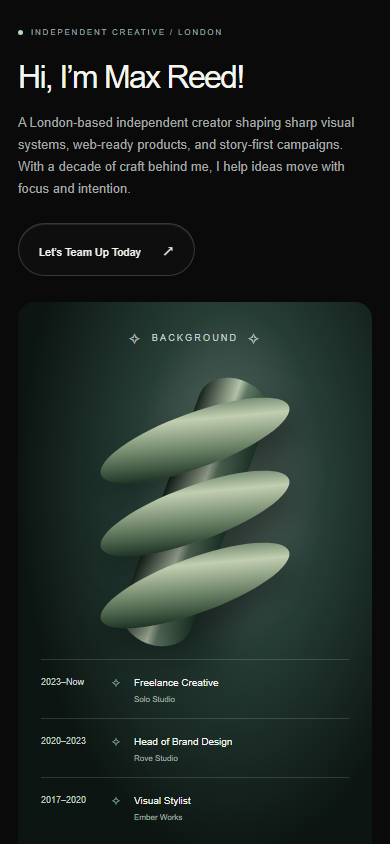 INDEPENDENT CREATIVE / LONDON
Hi, I'm Max Reed!
A London-based independent creator shaping sharp visual
systems, web-ready products, and story-first campaigns.
With a decade of craft behind me, I help ideas move with
focus and intention.
Let's Team Up Today ↗
BACKGROUND
2023–Now Freelance Creative
Solo Studio
2020–2023 Head of Brand Design
Rove Studio
2017–2020 Visual Stylist
Ember Works